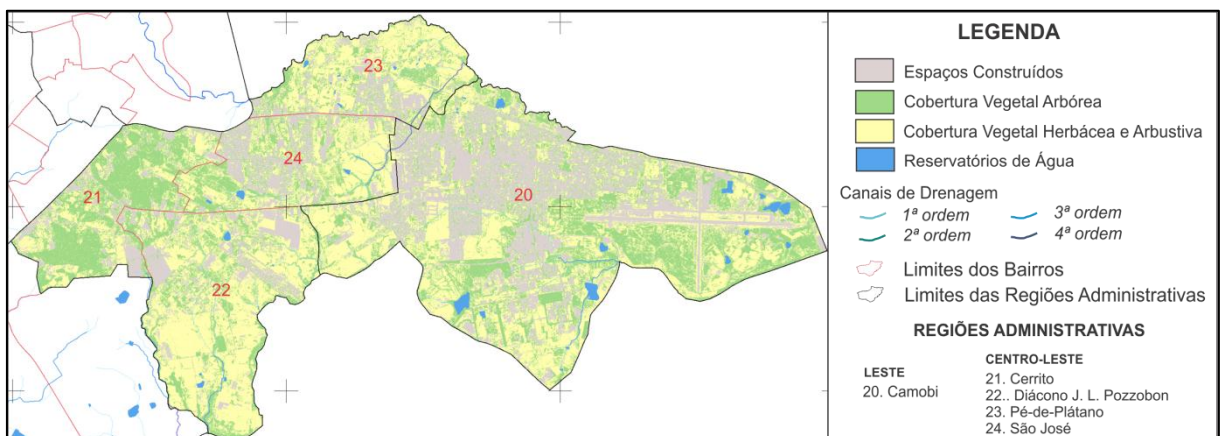 23
24
21
20
22
LEGENDA
Espaços Construídos
Cobertura Vegetal Arbórea
Cobertura Vegetal Herbácea e Arbustiva
Reservatórios de Água
Canais de Drenagem
1ª ordem 3ª ordem
2ª ordem 4ª ordem
Limites dos Bairros
Limites das Regiões Administrativas
REGIÕES ADMINISTRATIVAS
LESTE
20. Camobi
CENTRO-LESTE
21. Cerrito
22.. Diácono J. L. Pozzobon
23. Pé-de-Plátano
24. São José